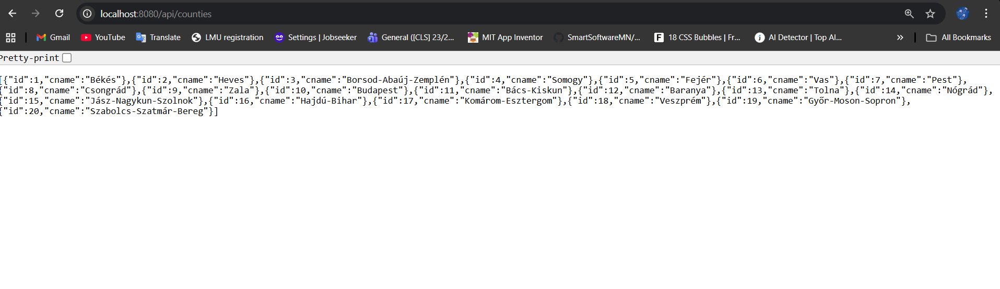 localhost:8080/api/counties
Gmail YouTube Translate LMU registration Settings | Jobseeker General ([CLS] 23/2... MIT App Inventor SmartSoftwareMN/... 18 CSS Bubbles | Fr... AI Detector | Top AI... » All Bookmarks
Pretty-print
[{"id":1,"cname":"Békés"},{"id":2,"cname":"Heves"},{"id":3,"cname":"Borsod-Abaúj-Zemplén"},{"id":4,"cname":"Somogy"},{"id":5,"cname":"Fejér"},{"id":6,"cname":"Vas"},{"id":7,"cname":"Pest"},
{"id":8,"cname":"Csongrád"},{"id":9,"cname":"Zala"},{"id":10,"cname":"Budapest"},{"id":11,"cname":"Bács-Kiskun"},{"id":12,"cname":"Baranya"},{"id":13,"cname":"Tolna"},{"id":14,"cname":"Nógrád"},
{"id":15,"cname":"Jász-Nagykun-Szolnok"},{"id":16,"cname":"Hajdú-Bihar"},{"id":17,"cname":"Komárom-Esztergom"},{"id":18,"cname":"Veszprém"},{"id":19,"cname":"Győr-Moson-Sopron"},
{"id":20,"cname":"Szabolcs-Szatmár-Bereg"}]